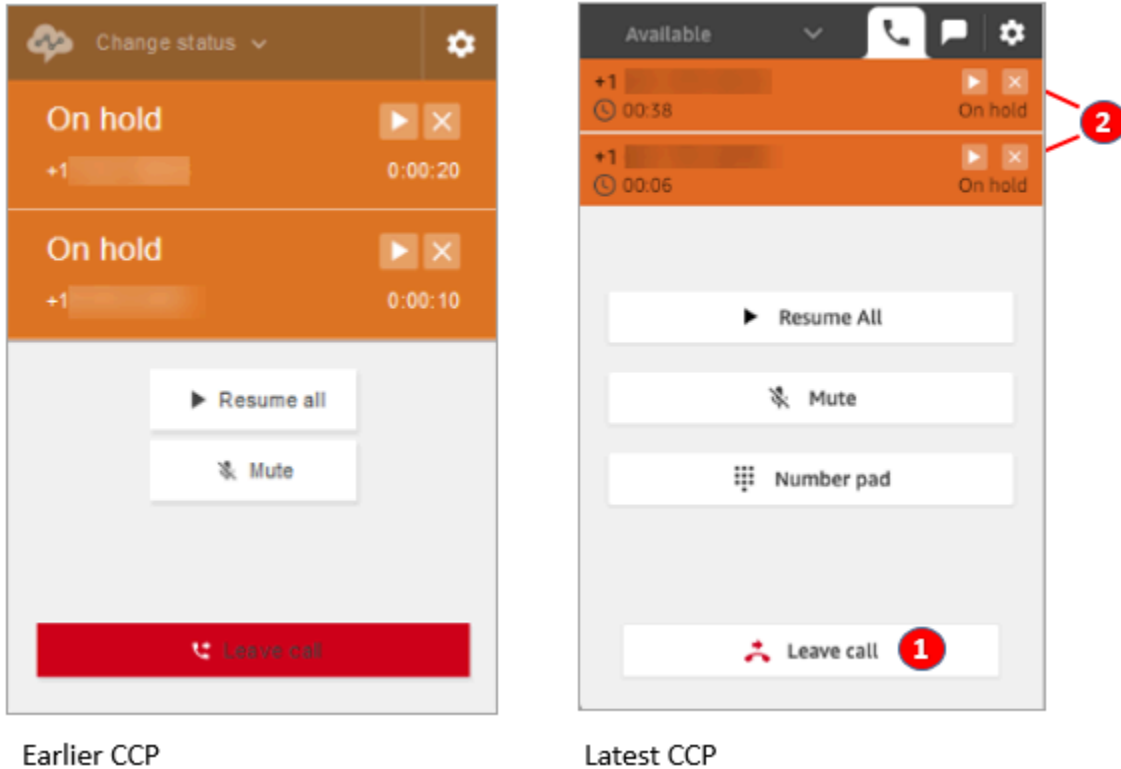 Change status
On hold
+1
0:00:20
On hold
+1
0:00:10
Resume all
Mute
Leave call
Earlier CCP
Available
+1
00:38
On hold
+1
00:06
On hold
2
Resume All
Mute
Number pad
Leave call
1
Latest CCP